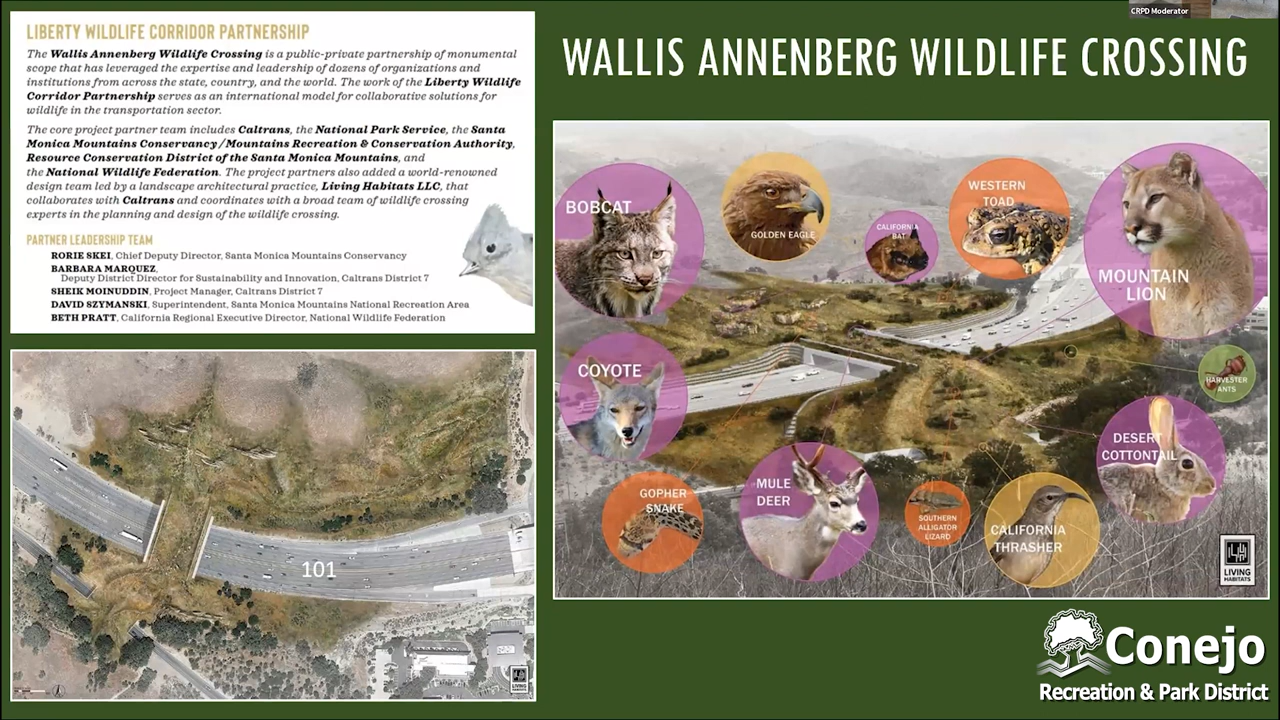 CRPD Moderator
LIBERTY WILDLIFE CORRIDOR PARTNERSHIP
The Wallis Annenberg Wildlife Crossing is a public-private partnership of monumental
scope that has leveraged the expertise and leadership of dozens of organizations and
institutions from across the state, country, and the world. The work of the Liberty Wildlife
Corridor Partnership serves as an international model for collaborative solutions for
wildlife in the transportation sector.
The core project partner team includes Caltrans, the National Park Service, the Santa
Monica Mountains Conservancy/Mountains Recreation & Conservation Authority,
Resource Conservation District of the Santa Monica Mountains, and
the National Wildlife Federation. The project partners also added a world-renowned
design team led by a landscape architectural practice, Living Habitats LLC, that
collaborates with Caltrans and coordinates with a broad team of wildlife crossing
experts in the planning and design of the wildlife crossing.
PARTNER LEADERSHIP TEAM
RORIE SKEI, Chief Deputy Director, Santa Monica Mountains Conservancy
BARBARA MARQUEZ,
Deputy District Director for Sustainability and Innovation, Caltrans District 7
SHEIK MOINUDDIN, Project Manager, Caltrans District 7
DAVID SZYMANSKI, Superintendent, Santa Monica Mountains National Recreation Area
BETH PRATT, California Regional Executive Director, National Wildlife Federation
101
LIVING
WALLIS ANNENBERG WILDLIFE CROSSING
BOBCAT
GOLDEN EAGLE
CALIFORNIA
BAT
WESTERN
TOAD
MOUNTAIN
LION
COYOTE
HARVESTER
ANTS
DESERT
COTTONTAIL
GOPHER
SNAKE
MULE
DEER
SOUTHERN
ALLIGATOR
LIZARD
CALIFORNIA
THRASHER
LIVING
HABITATS
Conejo
Recreation & Park District